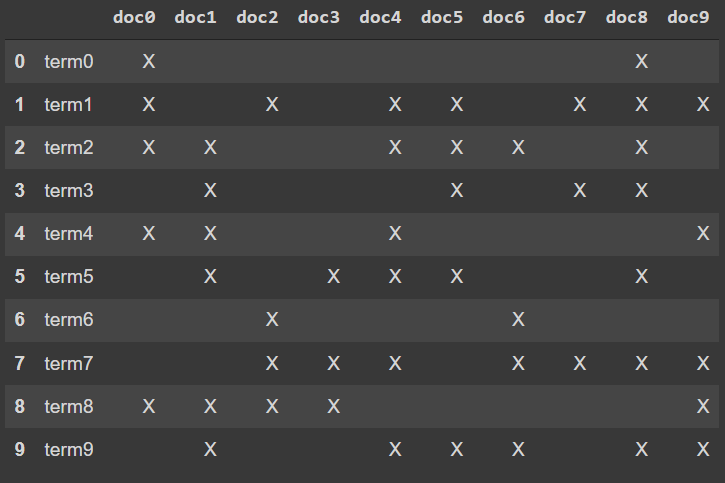 doc0 doc1 doc2 doc3 doc4 doc5 doc6 doc7 doc8 doc9
0 term0 X X
1 term1 X X X X X X X
2 term2 X X X X X X
3 term3 X X X X
4 term4 X X X X
5 term5 X X X X X
6 term6 X X
7 term7 X X X X X X X
8 term8 X X X X X
9 term9 X X X X X X